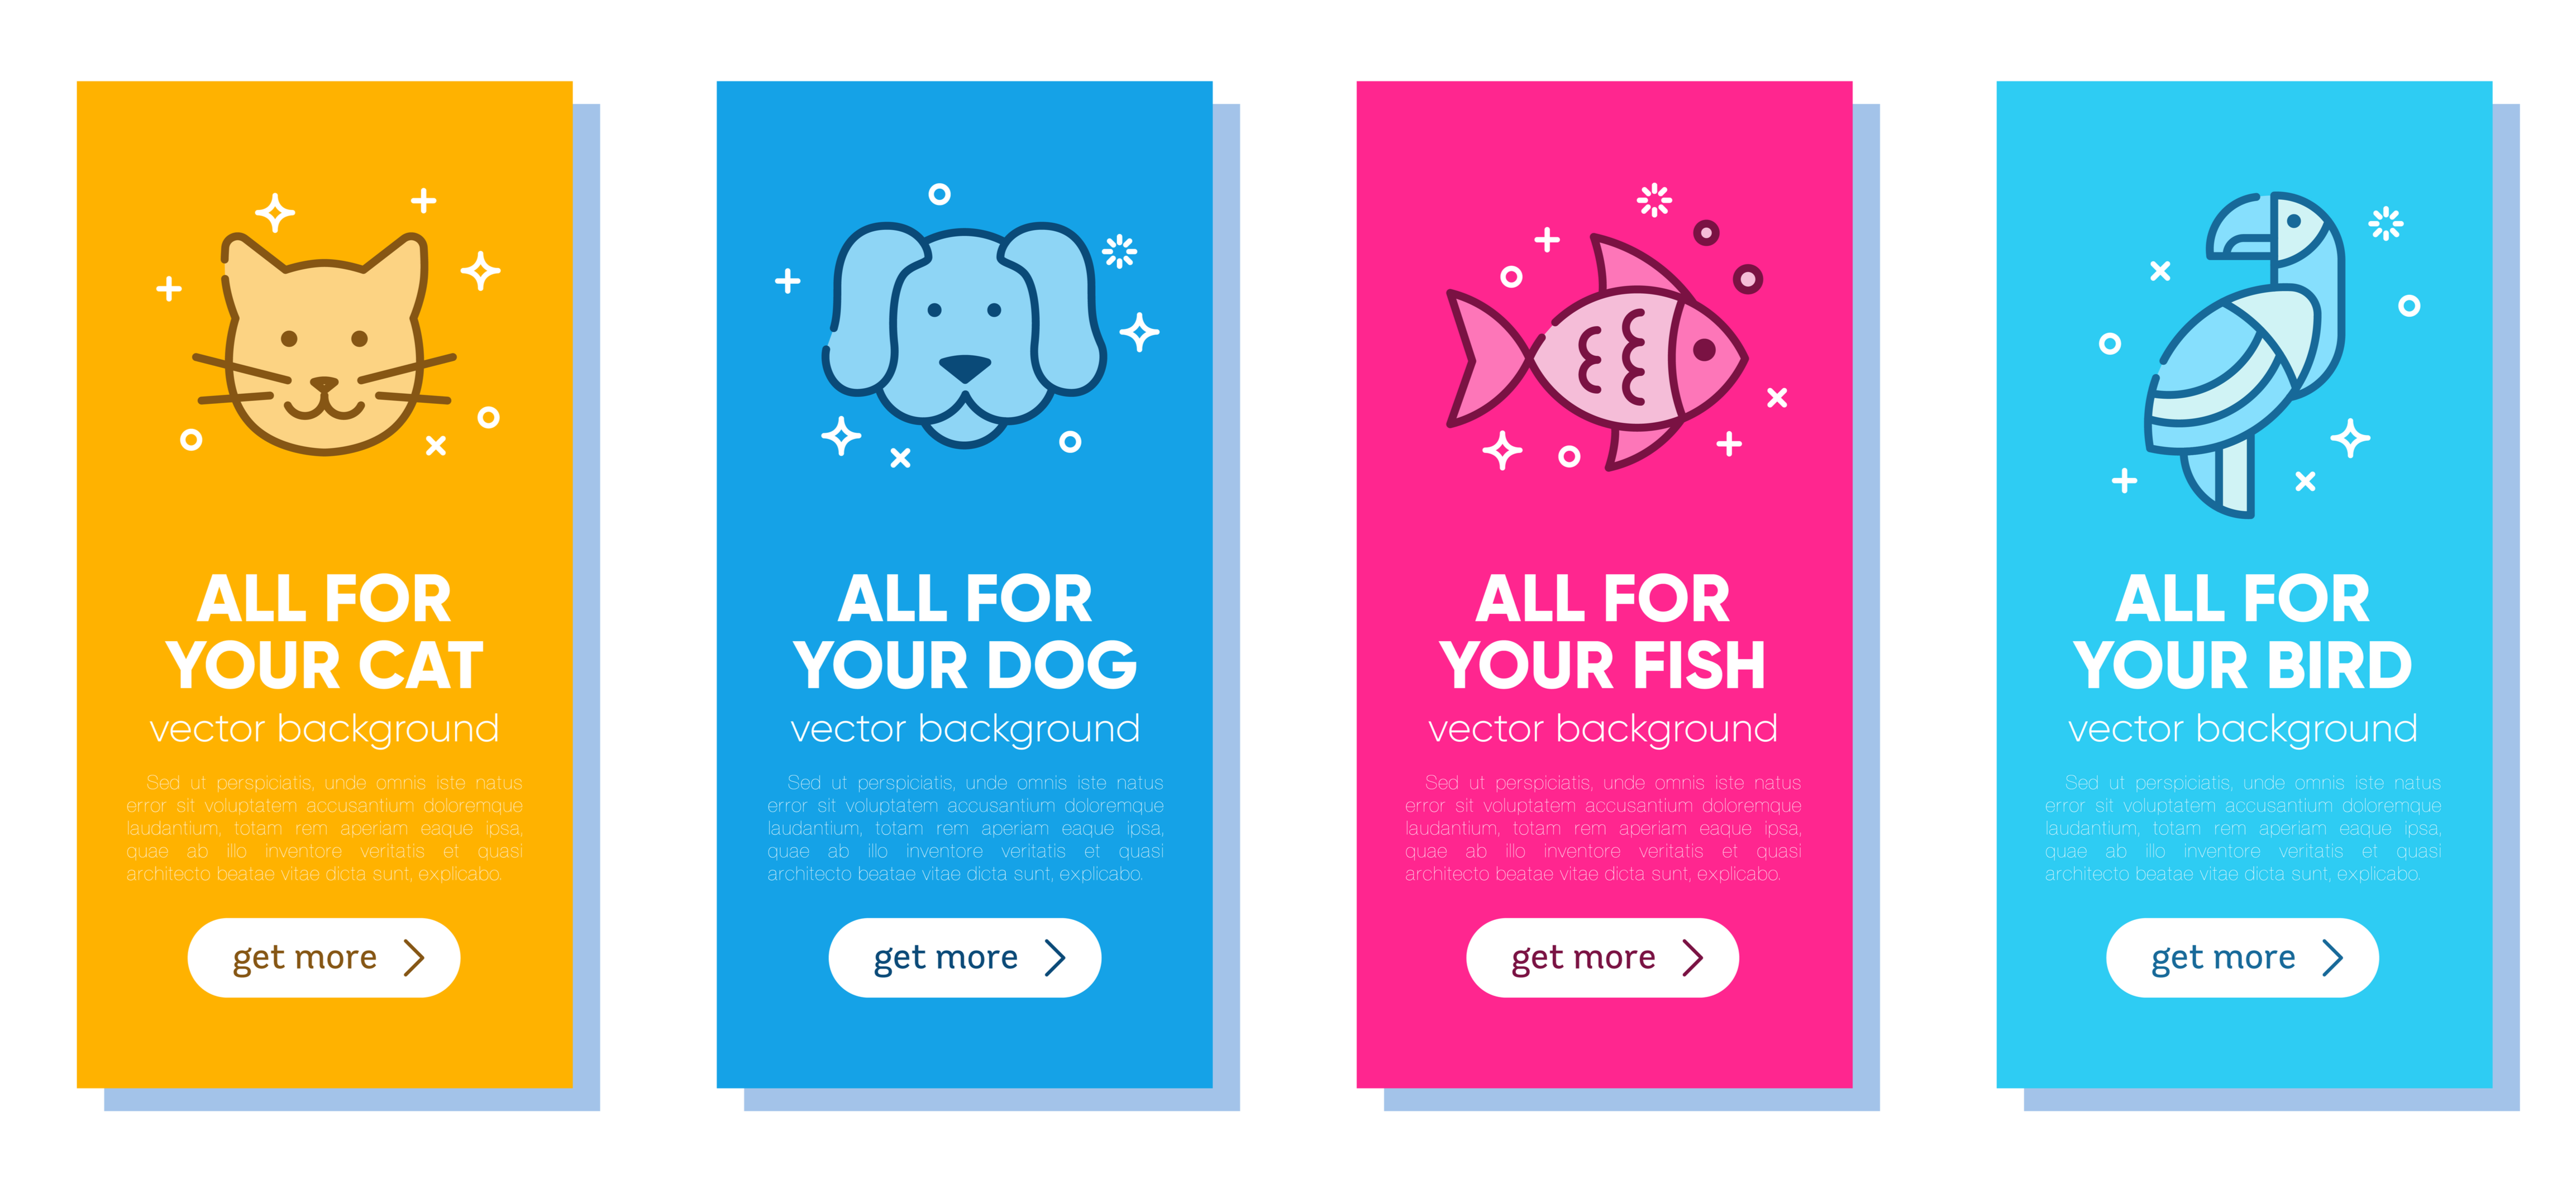 ALL FOR
YOUR CAT
vector background
Sed ut perspiciatis, unde omnis iste natus
error sit voluptatem accusantium doloremque
laudantium, totam rem aperiam eaque ipsa,
quae ab illo inventore veritatis et quasi
architecto beatae vitae dicta sunt, explicabo.
get more
ALL FOR
YOUR DOG
vector background
Sed ut perspiciatis, unde omnis iste natus
error sit voluptatem accusantium doloremque
laudantium, totam rem aperiam eaque ipsa,
quae ab illo inventore veritatis et quasi
architecto beatae vitae dicta sunt, explicabo.
get more
ALL FOR
YOUR FISH
vector background
Sed ut perspiciatis, unde omnis iste natus
error sit voluptatem accusantium doloremque
laudantium, totam rem aperiam eaque ipsa,
quae ab illo inventore veritatis et quasi
architecto beatae vitae dicta sunt, explicabo.
get more
ALL FOR
YOUR BIRD
vector background
Sed ut perspiciatis, unde omnis iste natus
error sit voluptatem accusantium doloremque
laudantium, totam rem aperiam eaque ipsa,
quae ab illo inventore veritatis et quasi
architecto beatae vitae dicta sunt, explicabo.
get more